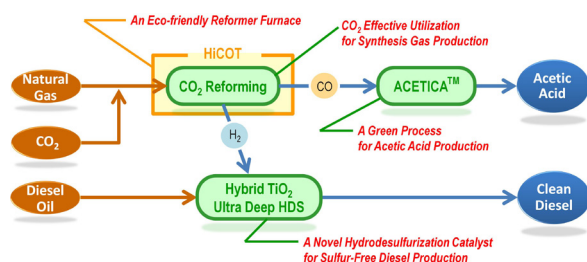 An Eco-friendly Reformer Furnace
CO2 Effective Utilization
for Synthesis Gas Production
HiCOT
Natural
Gas
CO2 Reforming
CO
ACETICA™
Acetic
Acid
CO2
H2
A Green Process
for Acetic Acid Production
Diesel
Oil
Hybrid TiO2
Ultra Deep HDS
Clean
Diesel
A Novel Hydrodesulfurization Catalyst
for Sulfur-Free Diesel Production